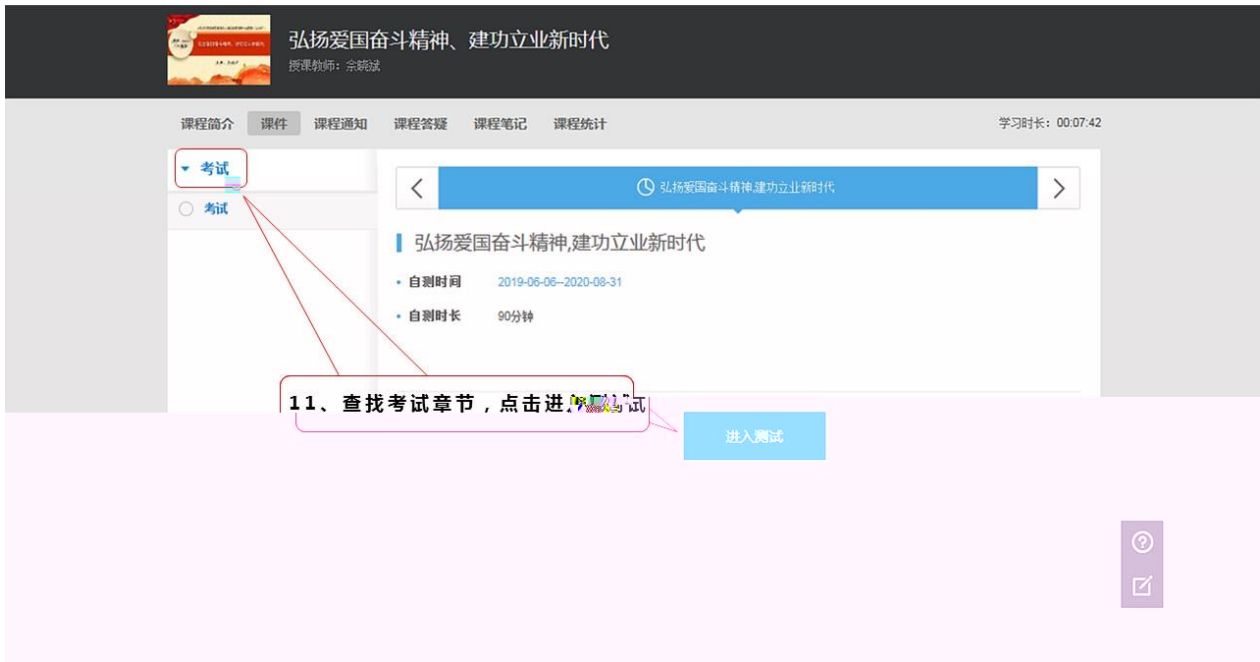 弘扬爱国奋斗精神、建功立业新时代
授课教师：佘晓斌
课程简介 课件 课程通知 课程答疑 课程笔记 课程统计 学习时长：00:07:42
考试
考试
弘扬爱国奋斗精神,建功立业新时代
弘扬爱国奋斗精神,建功立业新时代
自测时间 2019-06-06--2020-08-31
自测时长 90分钟
11、查找考试章节，点击进
进入测试